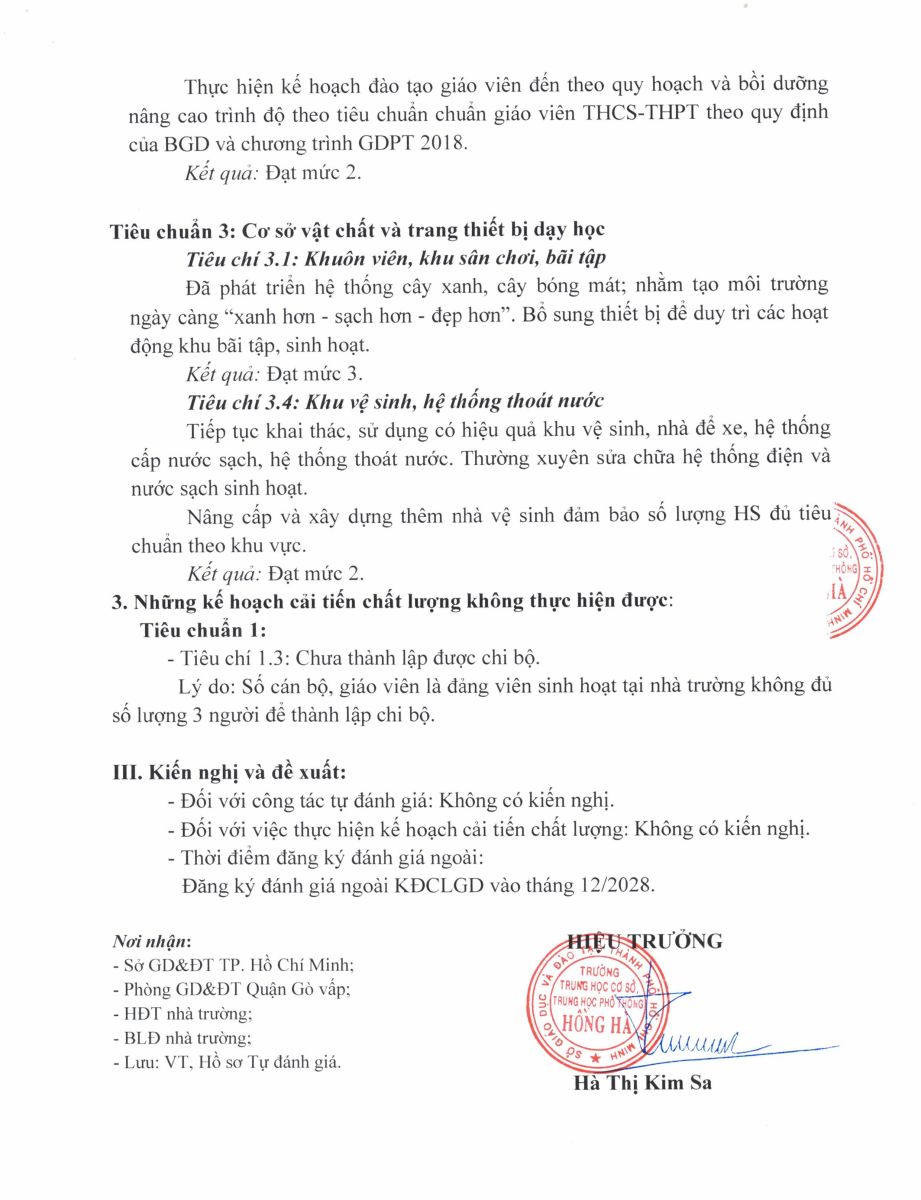 Thực hiện kế hoạch đào tạo giáo viên đến theo quy hoạch và bồi dưỡng
nâng cao trình độ theo tiêu chuẩn chuẩn giáo viên THCS-THPT theo quy định
của BGD và chương trình GDPT 2018.
Kết quả: Đạt mức 2.
Tiêu chuẩn 3: Cơ sở vật chất và trang thiết bị dạy học
Tiêu chí 3.1: Khuôn viên, khu sân chơi, bãi tập
Đã phát triển hệ thống cây xanh, cây bóng mát; nhằm tạo môi trường
ngày càng “xanh hơn - sạch hơn - đẹp hơn”. Bổ sung thiết bị để duy trì các hoạt
động khu bãi tập, sinh hoạt.
Kết quả: Đạt mức 3.
Tiêu chí 3.4: Khu vệ sinh, hệ thống thoát nước
Tiếp tục khai thác, sử dụng có hiệu quả khu vệ sinh, nhà để xe, hệ thống
cấp nước sạch, hệ thống thoát nước. Thường xuyên sửa chữa hệ thống điện và
nước sạch sinh hoạt.
Nâng cấp và xây dựng thêm nhà vệ sinh đảm bảo số lượng HS đủ tiêu
chuẩn theo khu vực.
Kết quả: Đạt mức 2.
3. Những kế hoạch cải tiến chất lượng không thực hiện được:
Tiêu chuẩn 1:
- Tiêu chí 1.3: Chưa thành lập được chi bộ.
Lý do: Số cán bộ, giáo viên là đảng viên sinh hoạt tại nhà trường không đủ
số lượng 3 người để thành lập chi bộ.
III. Kiến nghị và đề xuất:
- Đối với công tác tự đánh giá: Không có kiến nghị.
- Đối với việc thực hiện kế hoạch cải tiến chất lượng: Không có kiến nghị.
- Thời điểm đăng ký đánh giá ngoài:
Đăng ký đánh giá ngoài KĐCLGD vào tháng 12/2028.
Nơi nhận:
- Sở GD&ĐT TP. Hồ Chí Minh;
- Phòng GD&ĐT Quận Gò vấp;
- HĐT nhà trường;
- BLĐ nhà trường;
- Lưu: VT, Hồ sơ Tự đánh giá.
HIỆU TRƯỞNG
SỞ GIÁO DỤC VÀ ĐÀO TẠO THÀNH PHỐ HỒ CHÍ MINH
TRƯỜNG
TRUNG HỌC CƠ SỞ,
TRUNG HỌC PHỔ THÔNG
HỒNG HÀ
Hà Thị Kim Sa